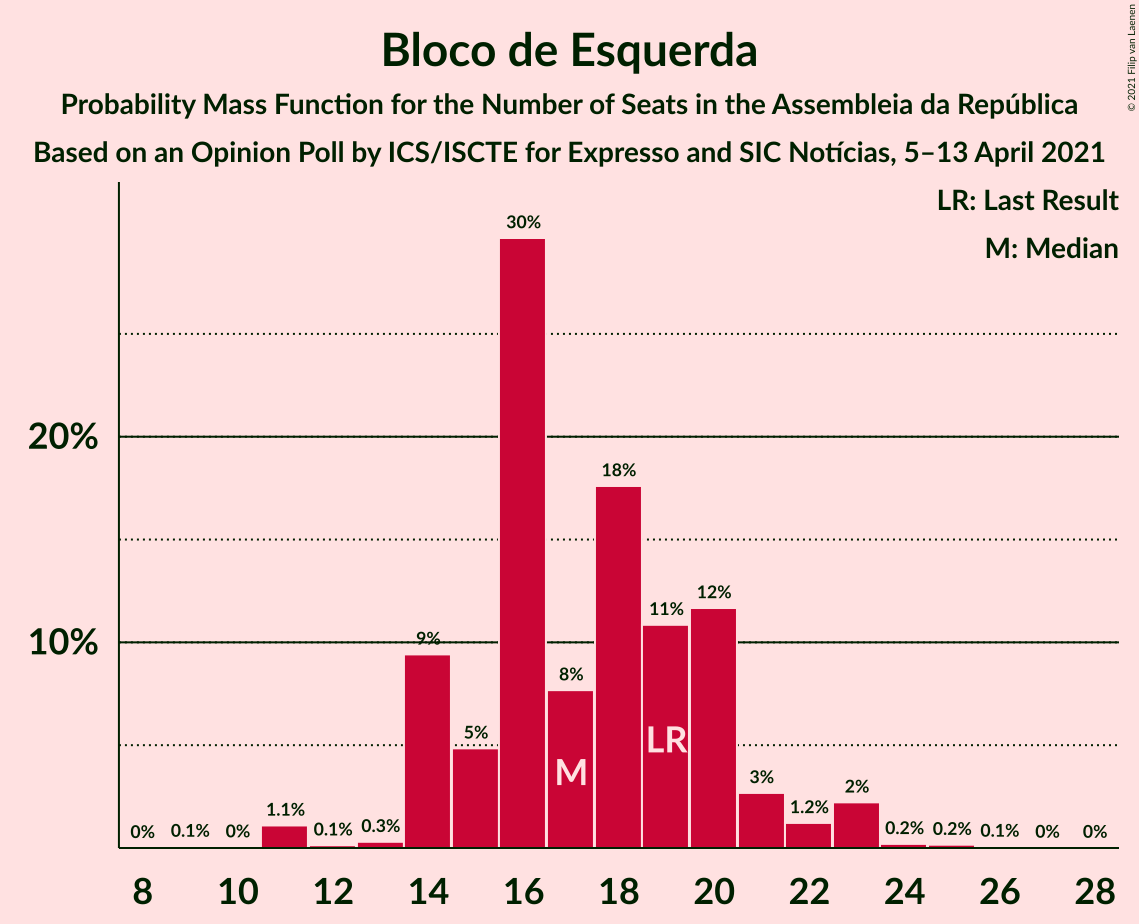 Bloco de Esquerda
Probability Mass Function for the Number of Seats in the Assembleia da República
Based on an Opinion Poll by ICS/ISCTE for Expresso and SIC Notícias, 5–13 April 2021
© 2021 Filip van Laenen
LR: Last Result
M: Median
20%
10%
0%
0.1%
0%
1.1%
0.1%
0.3%
9%
5%
30%
8%
18%
11%
12%
3%
1.2%
2%
0.2%
0.2%
0.1%
0%
0%
M
LR
8 10 12 14 16 18 20 22 24 26 28